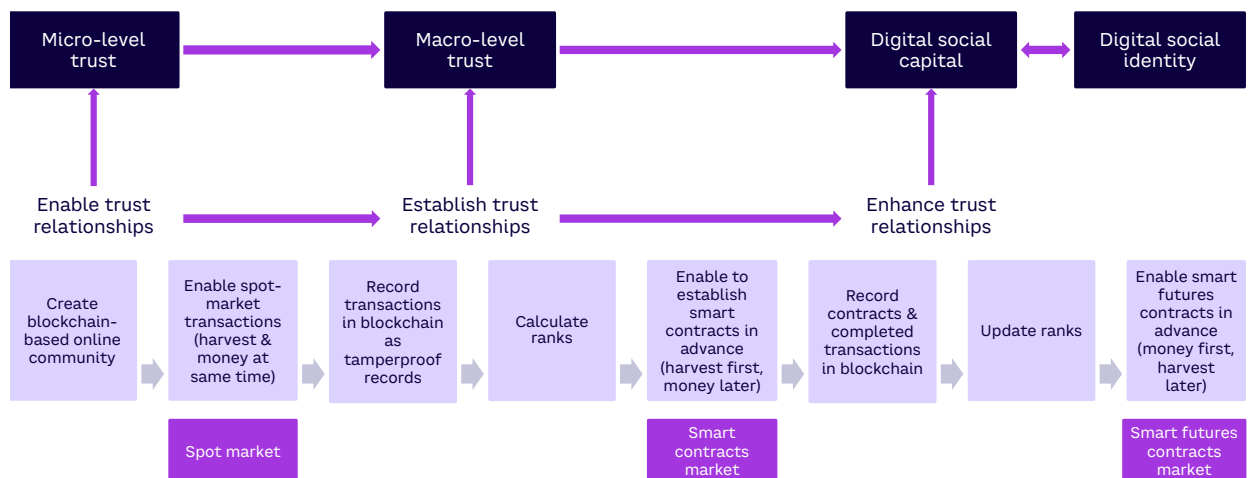 Micro-level
trust
Macro-level
trust
Digital social
capital
Digital social
identity
Enable trust
relationships
Establish trust
relationships
Enhance trust
relationships
Create
blockchain-
based online
community
Enable spot-
market
transactions
(harvest &
money at
same time)
Record
transactions
in blockchain
as
tamperproof
records
Calculate
ranks
Enable to
establish
smart
contracts in
advance
(harvest first,
money later)
Record
contracts &
completed
transactions
in blockchain
Update ranks
Enable smart
futures
contracts in
advance
(money first,
harvest
later)
Spot market
Smart
contracts
market
Smart futures
contracts
market